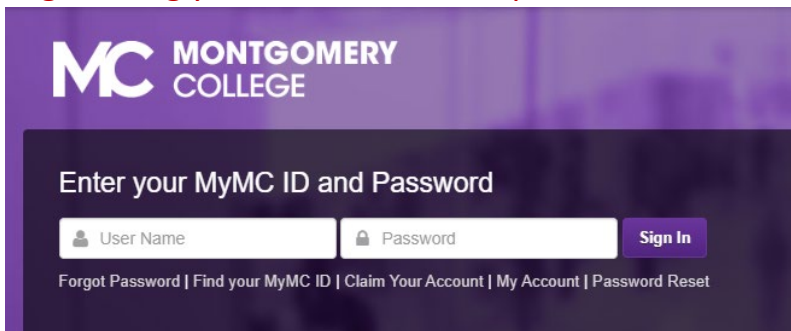 MC MONTGOMERY
COLLEGE
Enter your MyMC ID and Password
User Name Password Sign In
Forgot Password | Find your MyMC ID | Claim Your Account | My Account | Password Reset